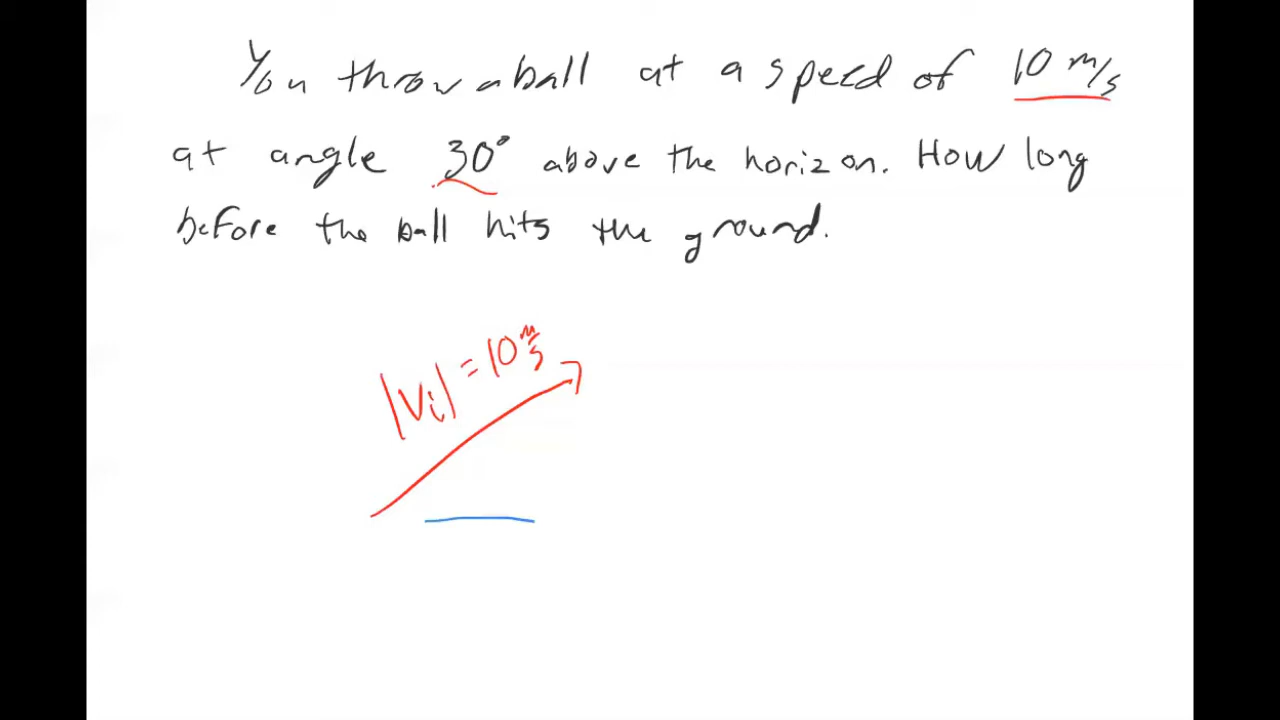 You throw a ball at a speed of 10 m/s
at angle 30° above the horizon. How long
before the ball hits the ground.
|Vi| = 10 m/s